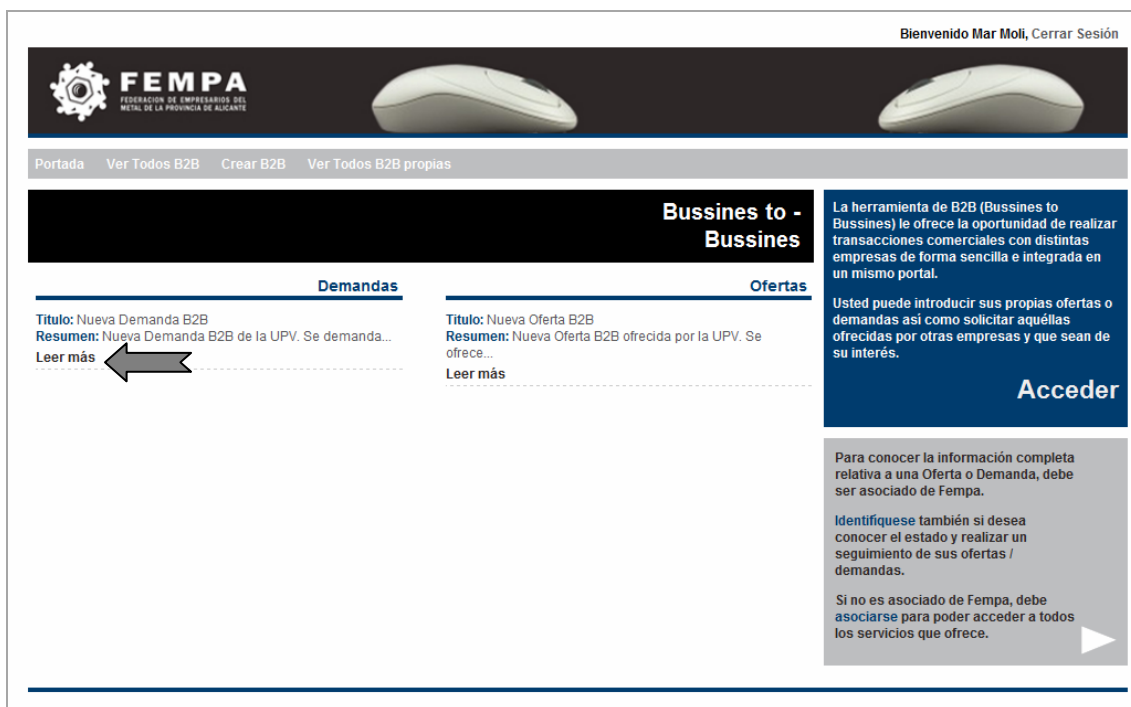 Bienvenido Mar Moli, Cerrar Sesión
FEMPA
FEDERACION DE EMPRESARIOS DEL
METAL DE LA PROVINCIA DE ALICANTE
Portada Ver Todos B2B Crear B2B Ver Todos B2B propias
Bussines to -
Bussines
Demandas
Titulo: Nueva Demanda B2B
Resumen: Nueva Demanda B2B de la UPV. Se demanda...
Leer más
Ofertas
Titulo: Nueva Oferta B2B
Resumen: Nueva Oferta B2B ofrecida por la UPV. Se
ofrece...
Leer más
La herramienta de B2B (Bussines to
Bussines) le ofrece la oportunidad de realizar
transacciones comerciales con distintas
empresas de forma sencilla e integrada en
un mismo portal.
Usted puede introducir sus propias ofertas o
demandas asi como solicitar aquéllas
ofrecidas por otras empresas y que sean de
su interés.
Acceder
Para conocer la información completa
relativa a una Oferta o Demanda, debe
ser asociado de Fempa.
Identifíquese también si desea
conocer el estado y realizar un
seguimiento de sus ofertas /
demandas.
Si no es asociado de Fempa, debe
asociarse para poder acceder a todos
los servicios que ofrece.